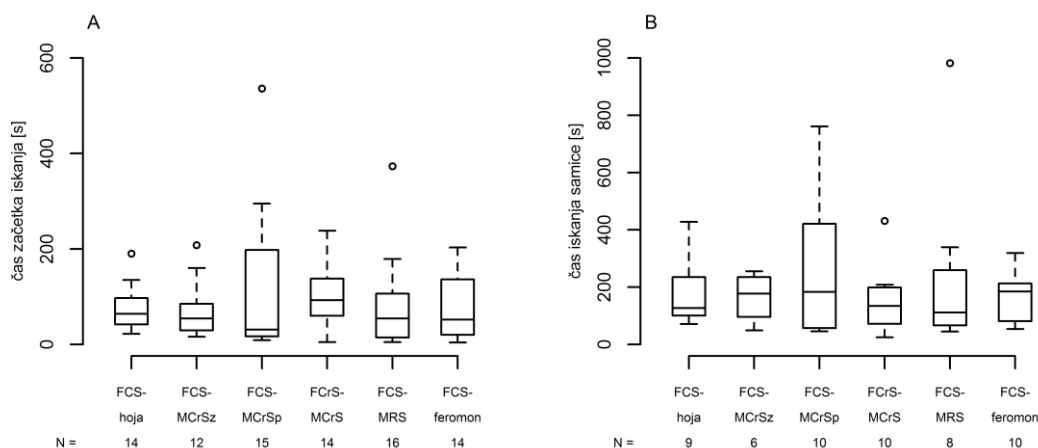 A
600
400
200
0
čas začetka iskanja [s]
FCS- FCS- FCS- FCrS- FCS- FCS-
hoja MCrSz MCrSp MCrS MRS feromon
N = 14 12 15 14 16 14
B
1000
800
600
400
200
0
čas iskanja samice [s]
FCS- FCS- FCS- FCrS- FCS- FCS-
hoja MCrSz MCrSp MCrS MRS feromon
N = 9 6 10 10 8 10